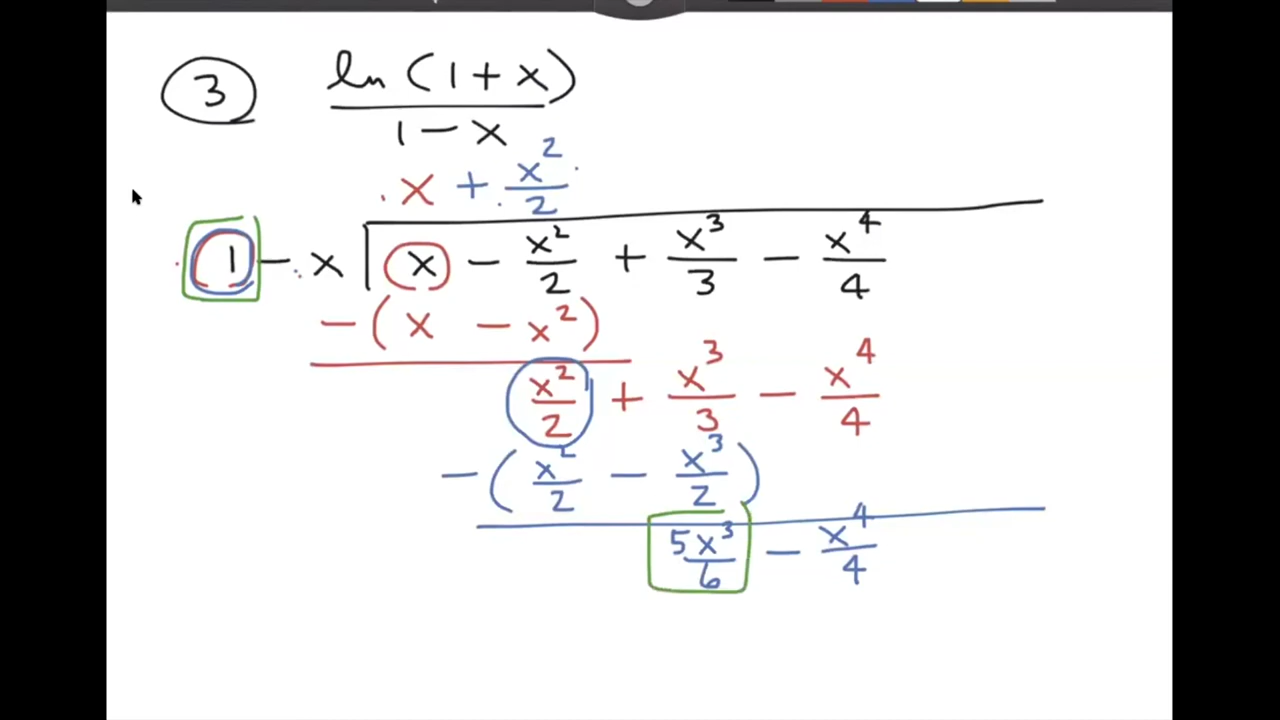 3 ln(1+x)
1-x
x + x²/2
1 - x | x - x²/2 + x³/3 - x⁴/4
-(x - x²)
x²/2 + x³/3 - x⁴/4
-(x²/2 - x³/2)
5x³/6 - x⁴/4